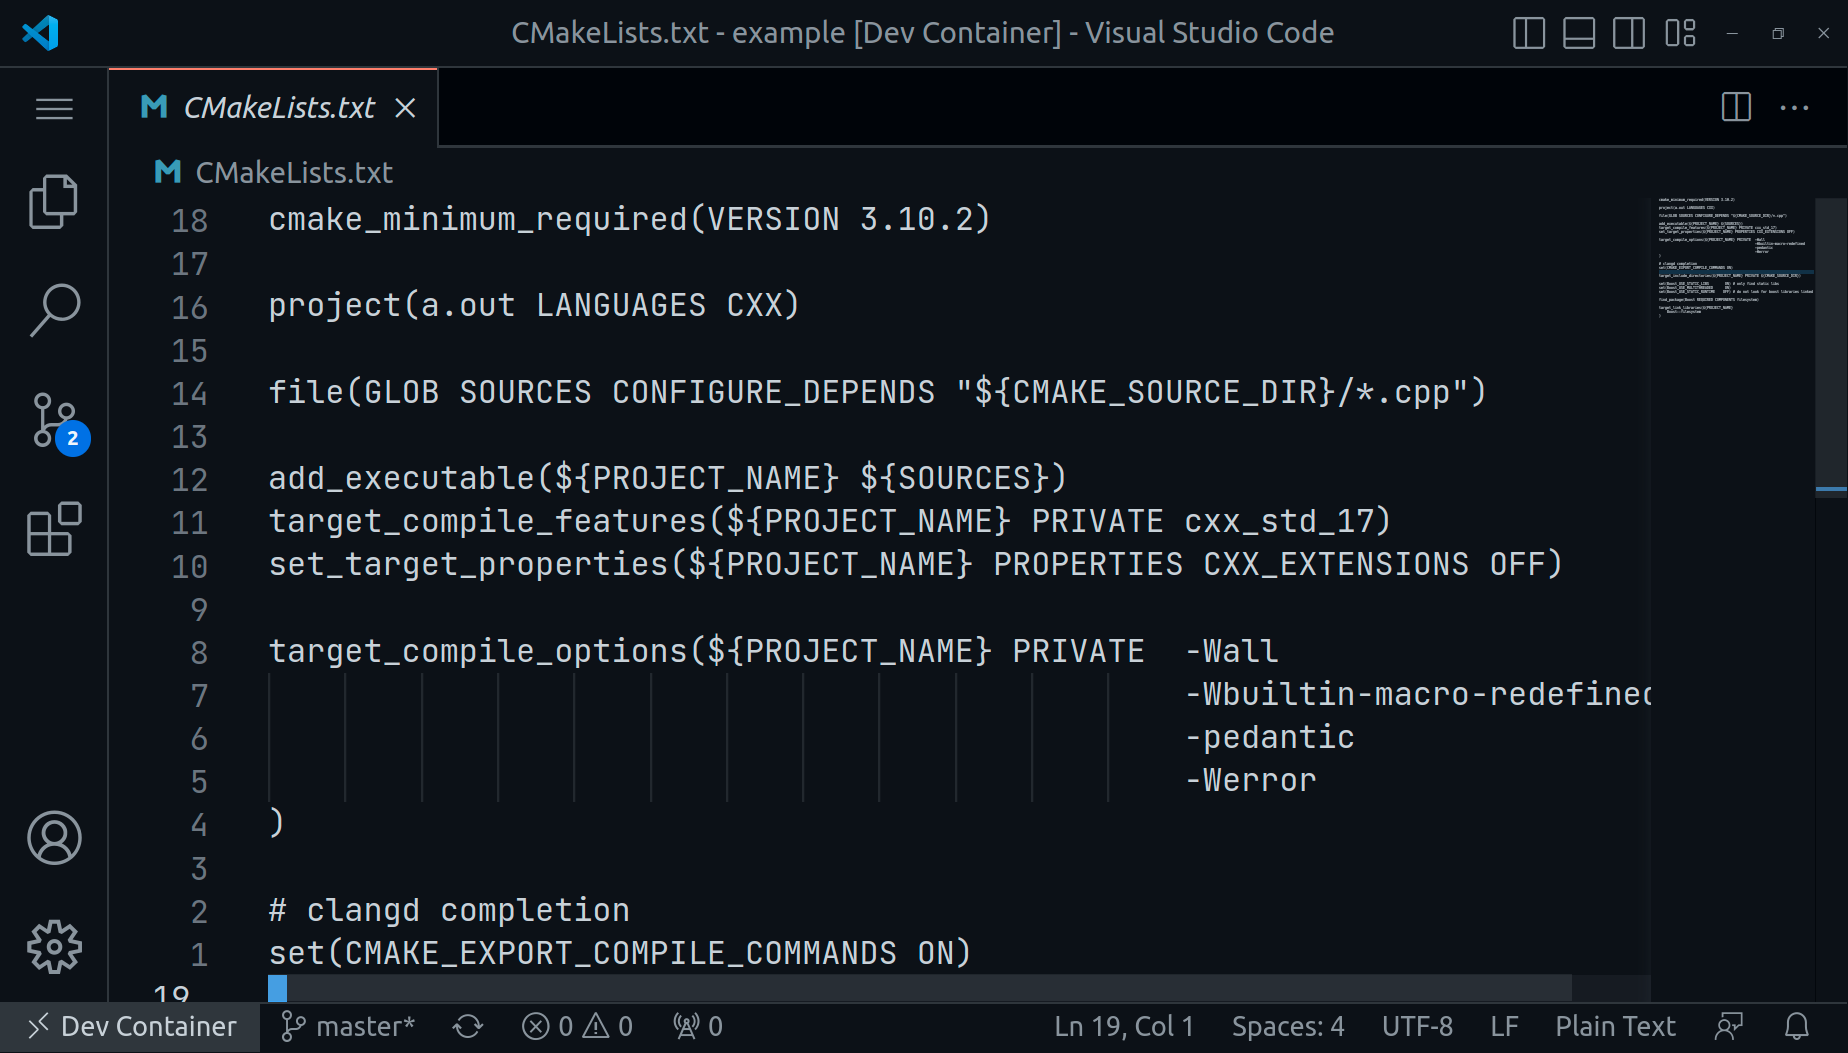 CMakeLists.txt - example [Dev Container] - Visual Studio Code
CMakeLists.txt
CMakeLists.txt
18 cmake_minimum_required(VERSION 3.10.2)
17
16 project(a.out LANGUAGES CXX)
15
14 file(GLOB SOURCES CONFIGURE_DEPENDS "${CMAKE_SOURCE_DIR}/*.cpp")
13
12 add_executable(${PROJECT_NAME} ${SOURCES})
11 target_compile_features(${PROJECT_NAME} PRIVATE cxx_std_17)
10 set_target_properties(${PROJECT_NAME} PROPERTIES CXX_EXTENSIONS OFF)
9
8 target_compile_options(${PROJECT_NAME} PRIVATE  -Wall
7 -Wbuiltin-macro-redefined
6 -pedantic
5 -Werror
4 )
3
2 # clangd completion
1 set(CMAKE_EXPORT_COMPILE_COMMANDS ON)
19
2
Dev Container master* 0 0 0 Ln 19, Col 1 Spaces: 4 UTF-8 LF Plain Text